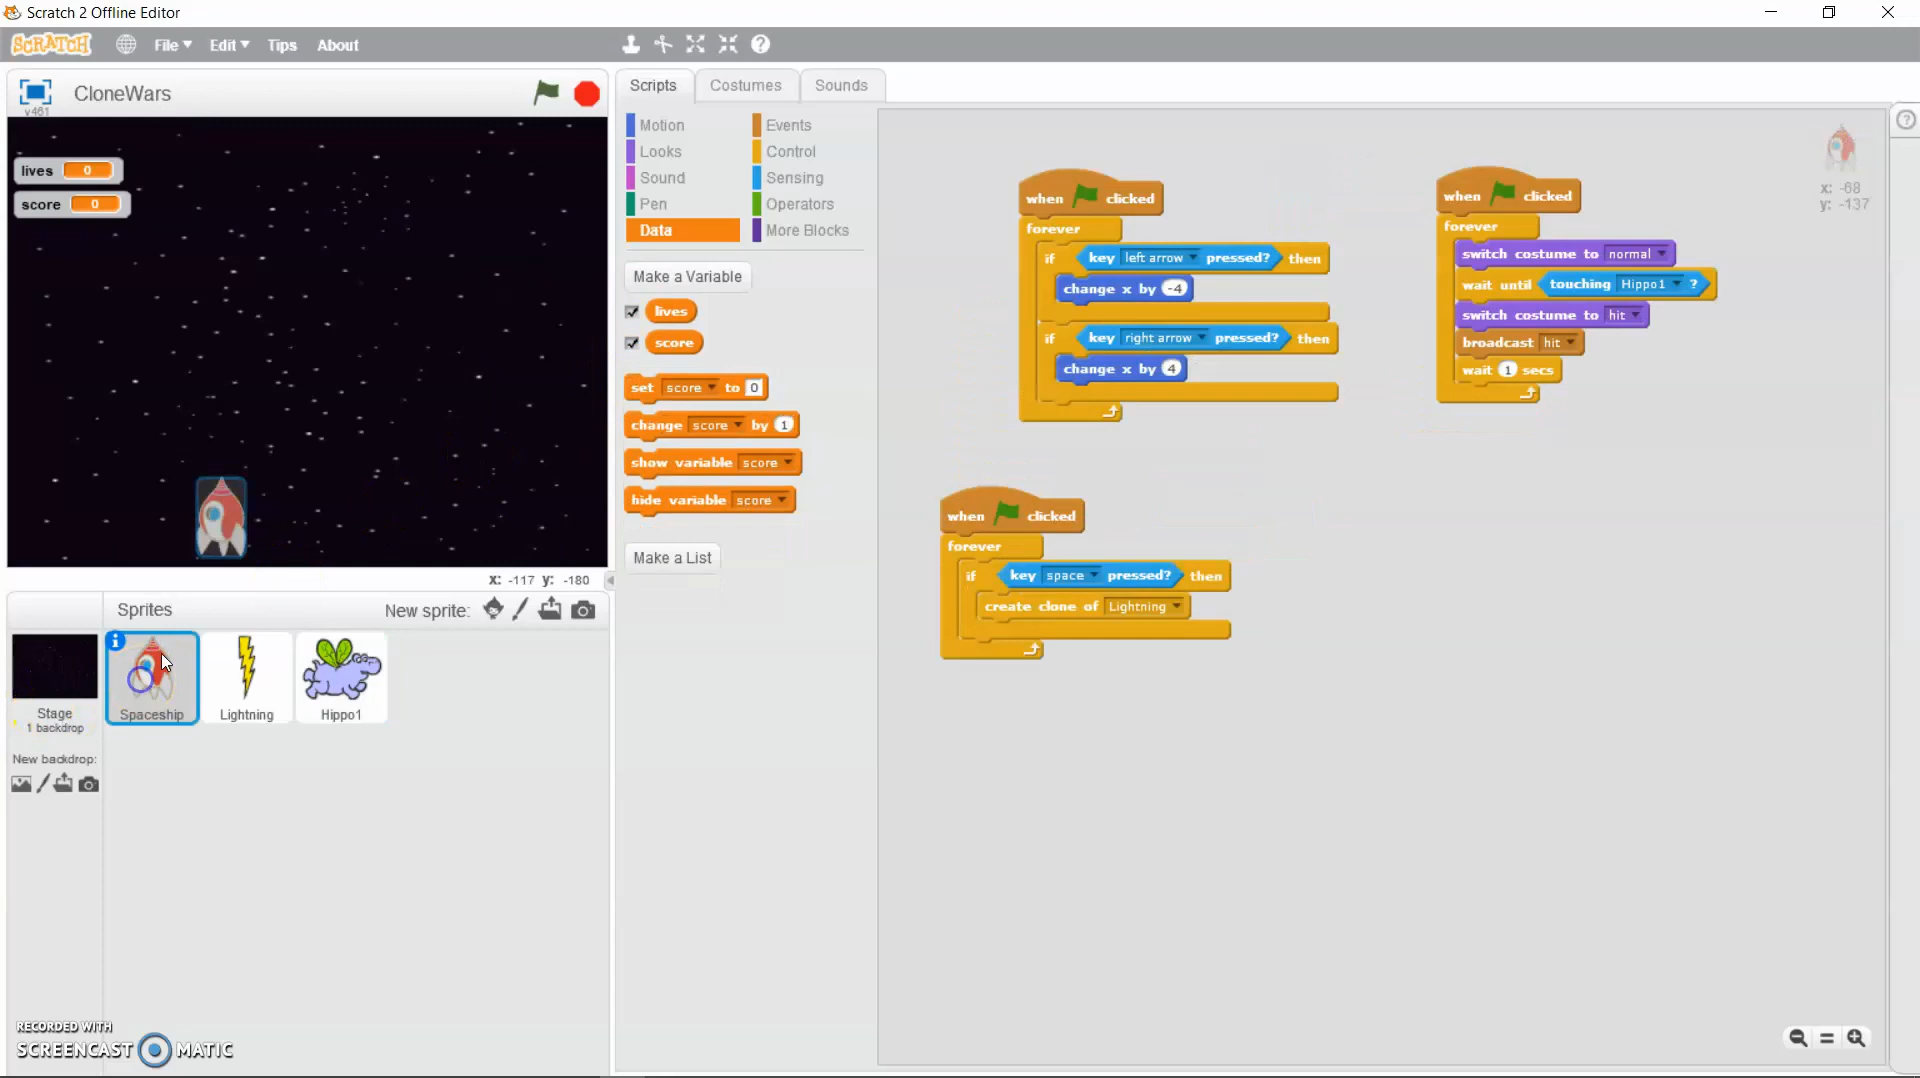 Scratch 2 Offline Editor
SCRATCH File Edit Tips About
CloneWars
v461
lives 0
score 0
x: -117 y: -180
Sprites New sprite:
Stage
1 backdrop
New backdrop:
Spaceship
Lightning
Hippo1
RECORDED WITH
SCREENCAST MATIC
Scripts Costumes Sounds
Motion Events
Looks Control
Sound Sensing
Pen Operators
Data More Blocks
Make a Variable
lives
score
set score to 0
change score by 1
show variable score
hide variable score
Make a List
when clicked
forever
if key left arrow pressed? then
change x by -4
if key right arrow pressed? then
change x by 4
when clicked
forever
switch costume to normal
wait until touching Hippo1 ?
switch costume to hit
broadcast hit
wait 1 secs
x: -68
y: -137
when clicked
forever
if key space pressed? then
create clone of Lightning